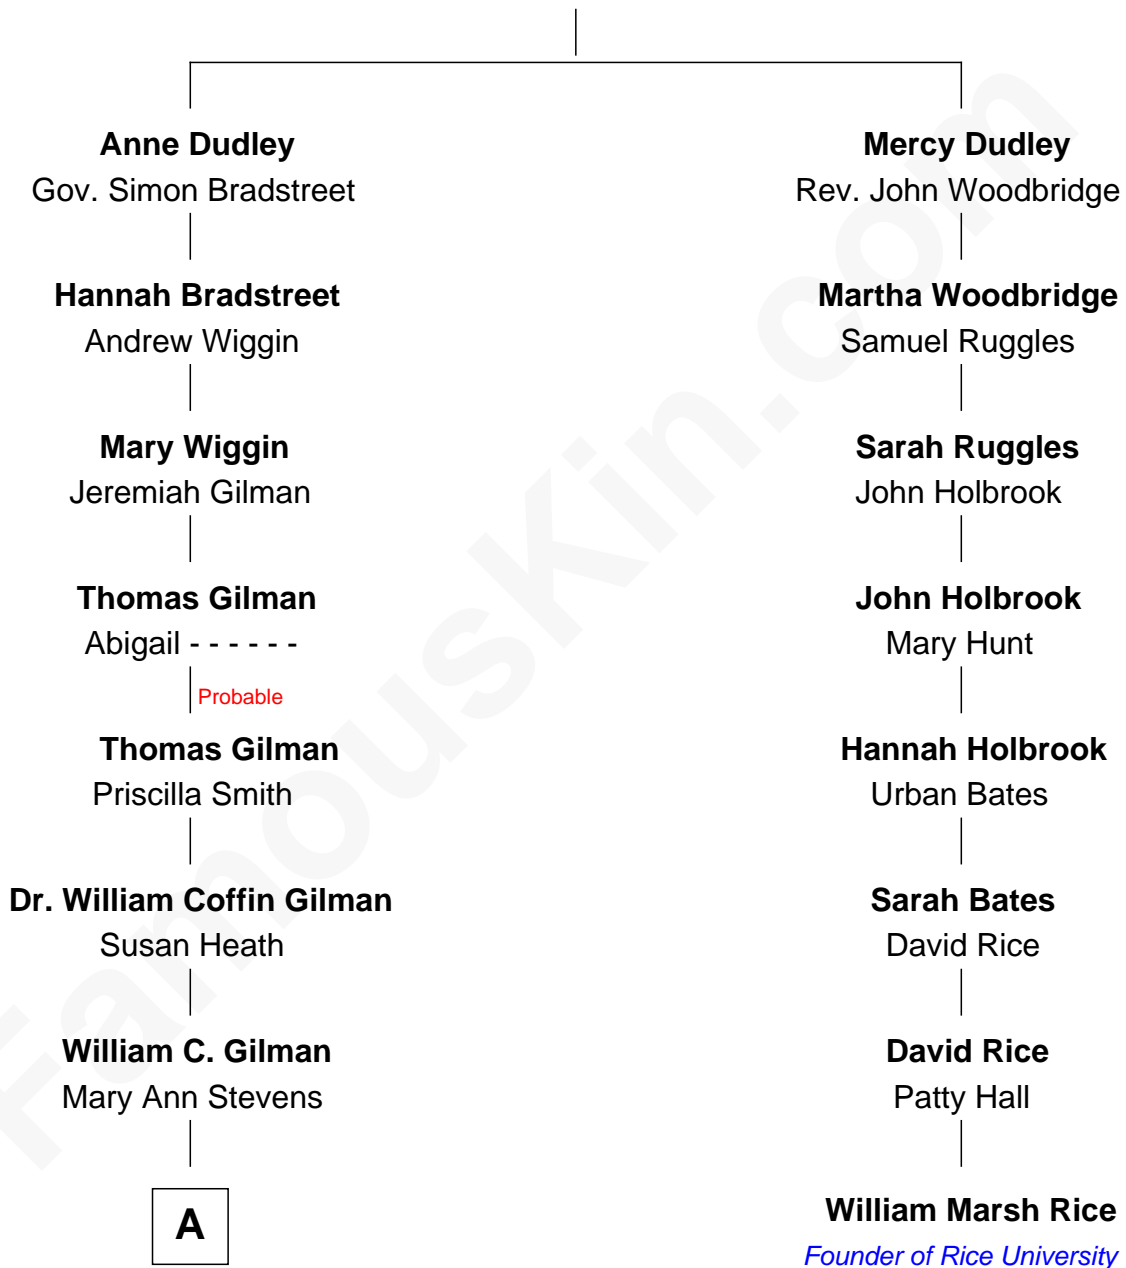 Anne Dudley
Gov. Simon Bradstreet
Mercy Dudley
Rev. John Woodbridge
Hannah Bradstreet
Andrew Wiggin
Martha Woodbridge
Samuel Ruggles
Mary Wiggin
Jeremiah Gilman
Sarah Ruggles
John Holbrook
Thomas Gilman
Abigail - - - - - -
John Holbrook
Mary Hunt
Probable
Thomas Gilman
Priscilla Smith
Hannah Holbrook
Urban Bates
Dr. William Coffin Gilman
Susan Heath
Sarah Bates
David Rice
William C. Gilman
Mary Ann Stevens
David Rice
Patty Hall
A
William Marsh Rice
Founder of Rice University
FamousKin.com